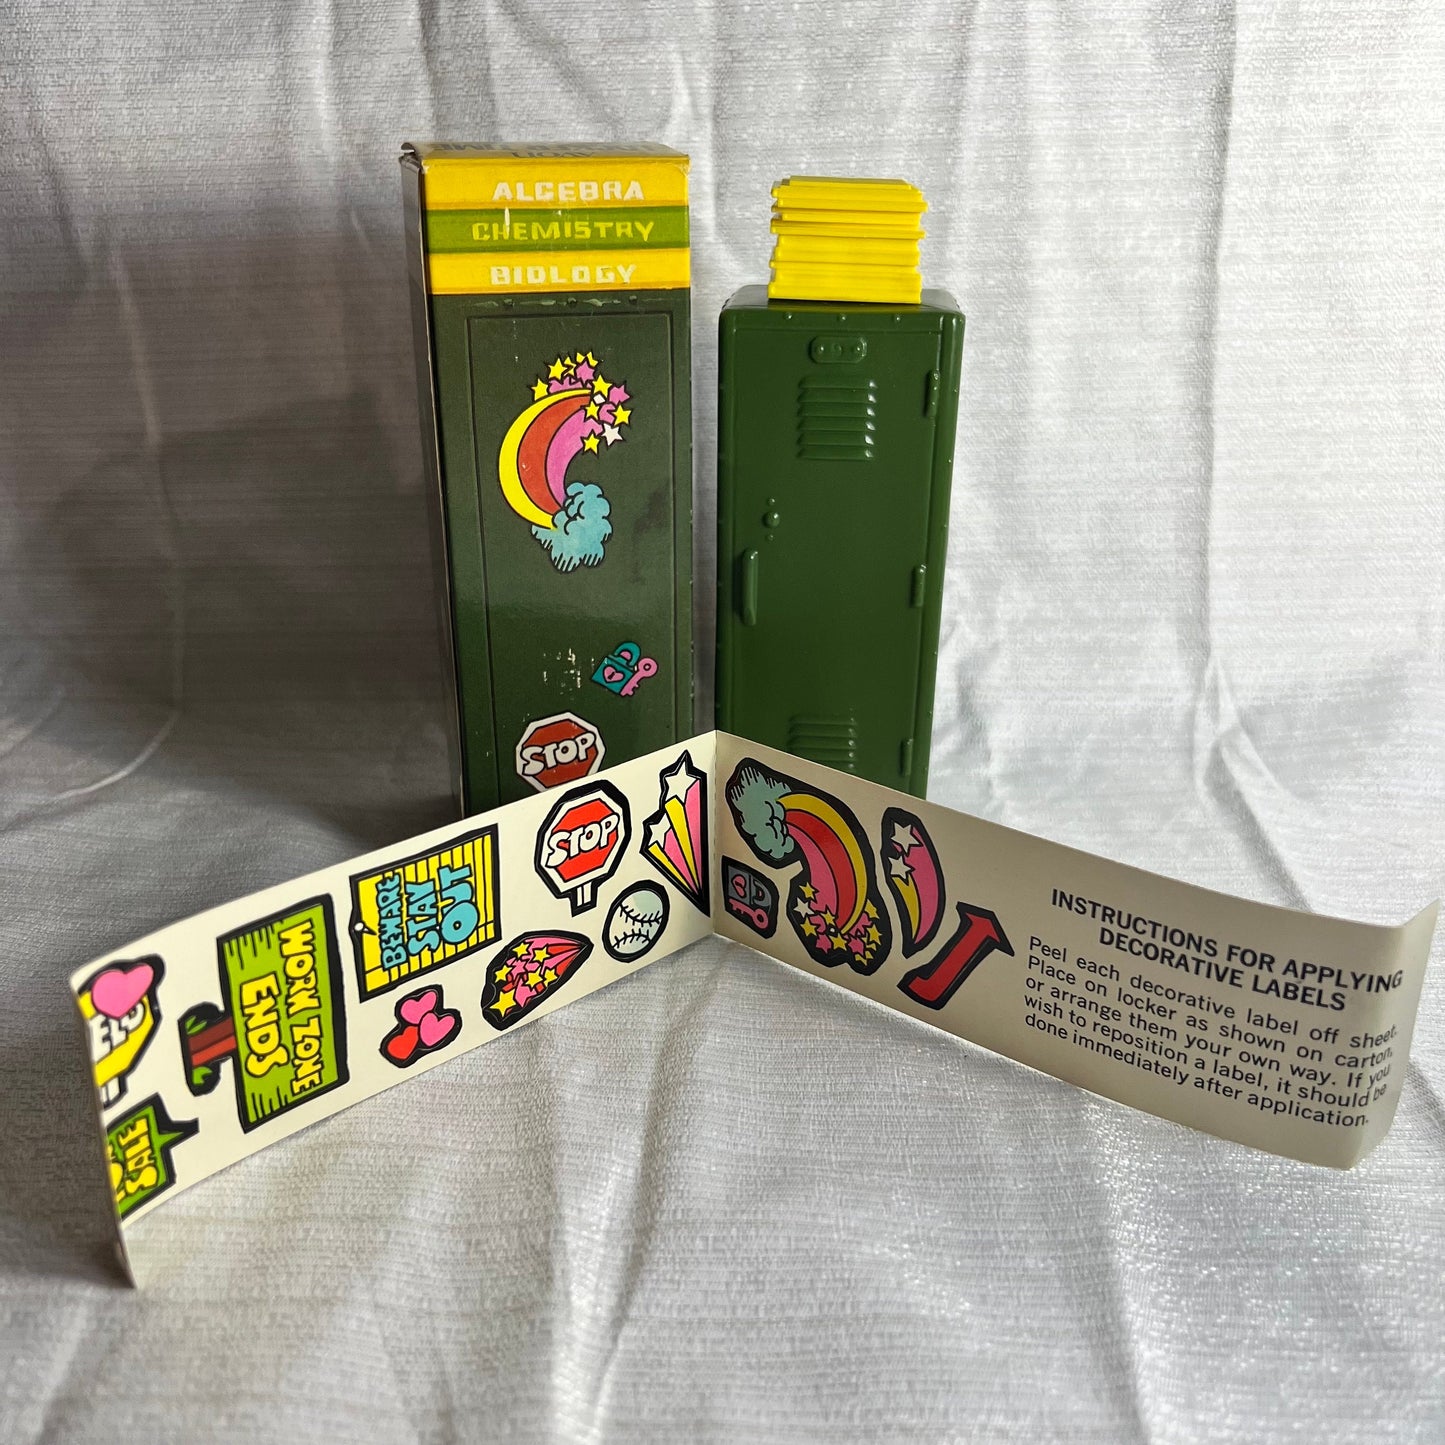 AVON
ALGEBRA
CHEMISTRY
BIOLOGY
STOP
STOP
BEWARE
STAY
OUT
WORK ZONE
ENDS
SALE
INSTRUCTIONS FOR APPLYING
DECORATIVE LABELS
Peel each decorative label off sheet.
Place on locker as shown on carton,
or arrange them your own way. If you
wish to reposition a label, it should be
done immediately after application.